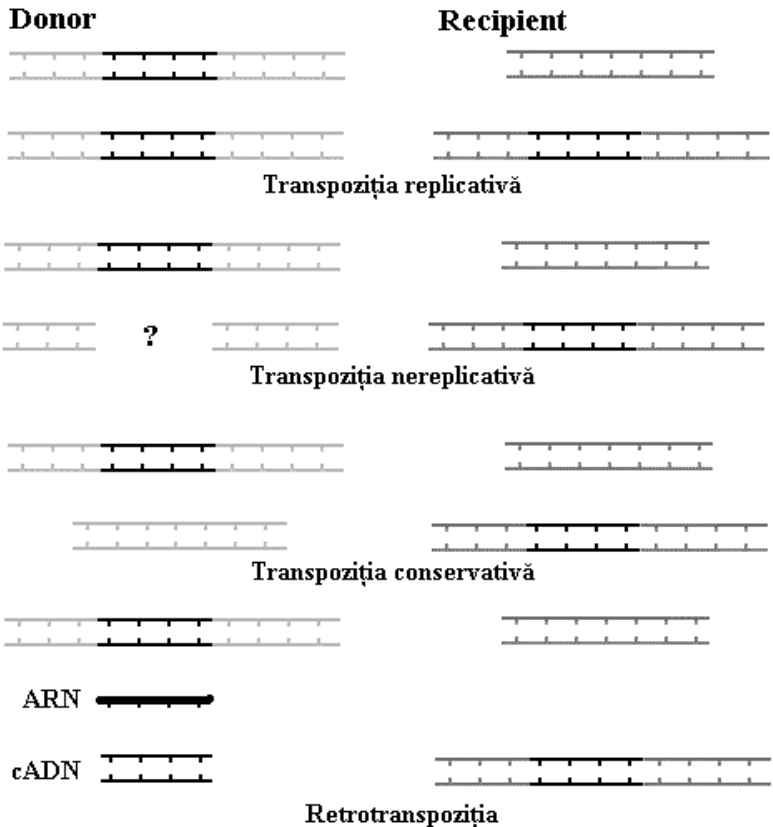 Donor Recipient
Transpoziția replicativă
?
Transpoziția nereplicativă
Transpoziția conservativă
ARN
cADN
Retrotranspoziția